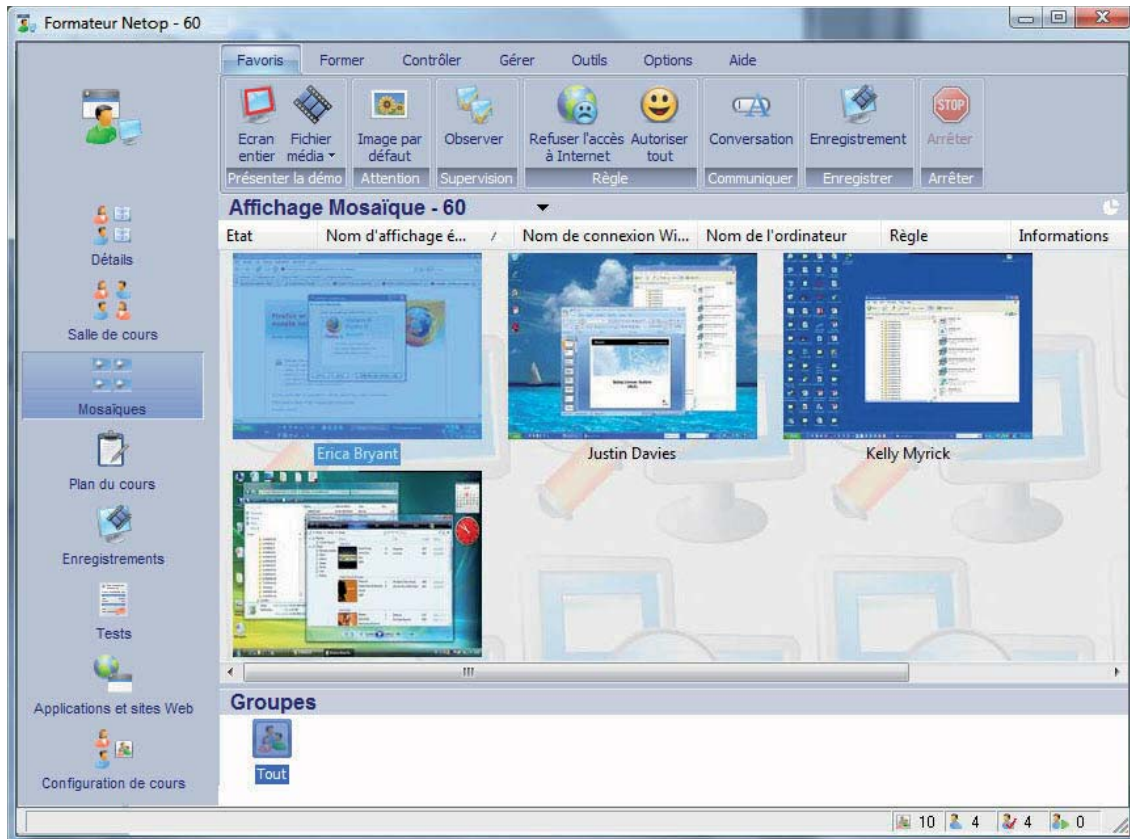 Formateur Netop - 60
Favoris Former Contrôler Gérer Outils Options Aide
Ecran entier
Fichier média
Image par défaut
Observer
Refuser l'accès à Internet
Autoriser tout
Conversation
Enregistrement
STOP
Arrêter
Présenter la démo Attention Supervision Règle Communiquer Enregistrer Arrêter
Affichage Mosaïque - 60
Etat Nom d'affichage é... Nom de connexion Wi... Nom de l'ordinateur Règle Informations
Détails
Salle de cours
Mosaïques
Plan du cours
Enregistrements
Tests
Applications et sites Web
Configuration de cours
Erica Bryant Justin Davies Kelly Myrick
Groupes
Tout
10 4 4 0